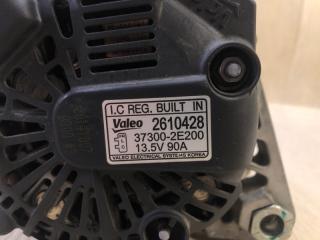 I.C REG. BUILT IN
Valeo 2610428
37300-2E200
13.5V 90A
VALEO ELECTRICAL SYSTEMS KOREA